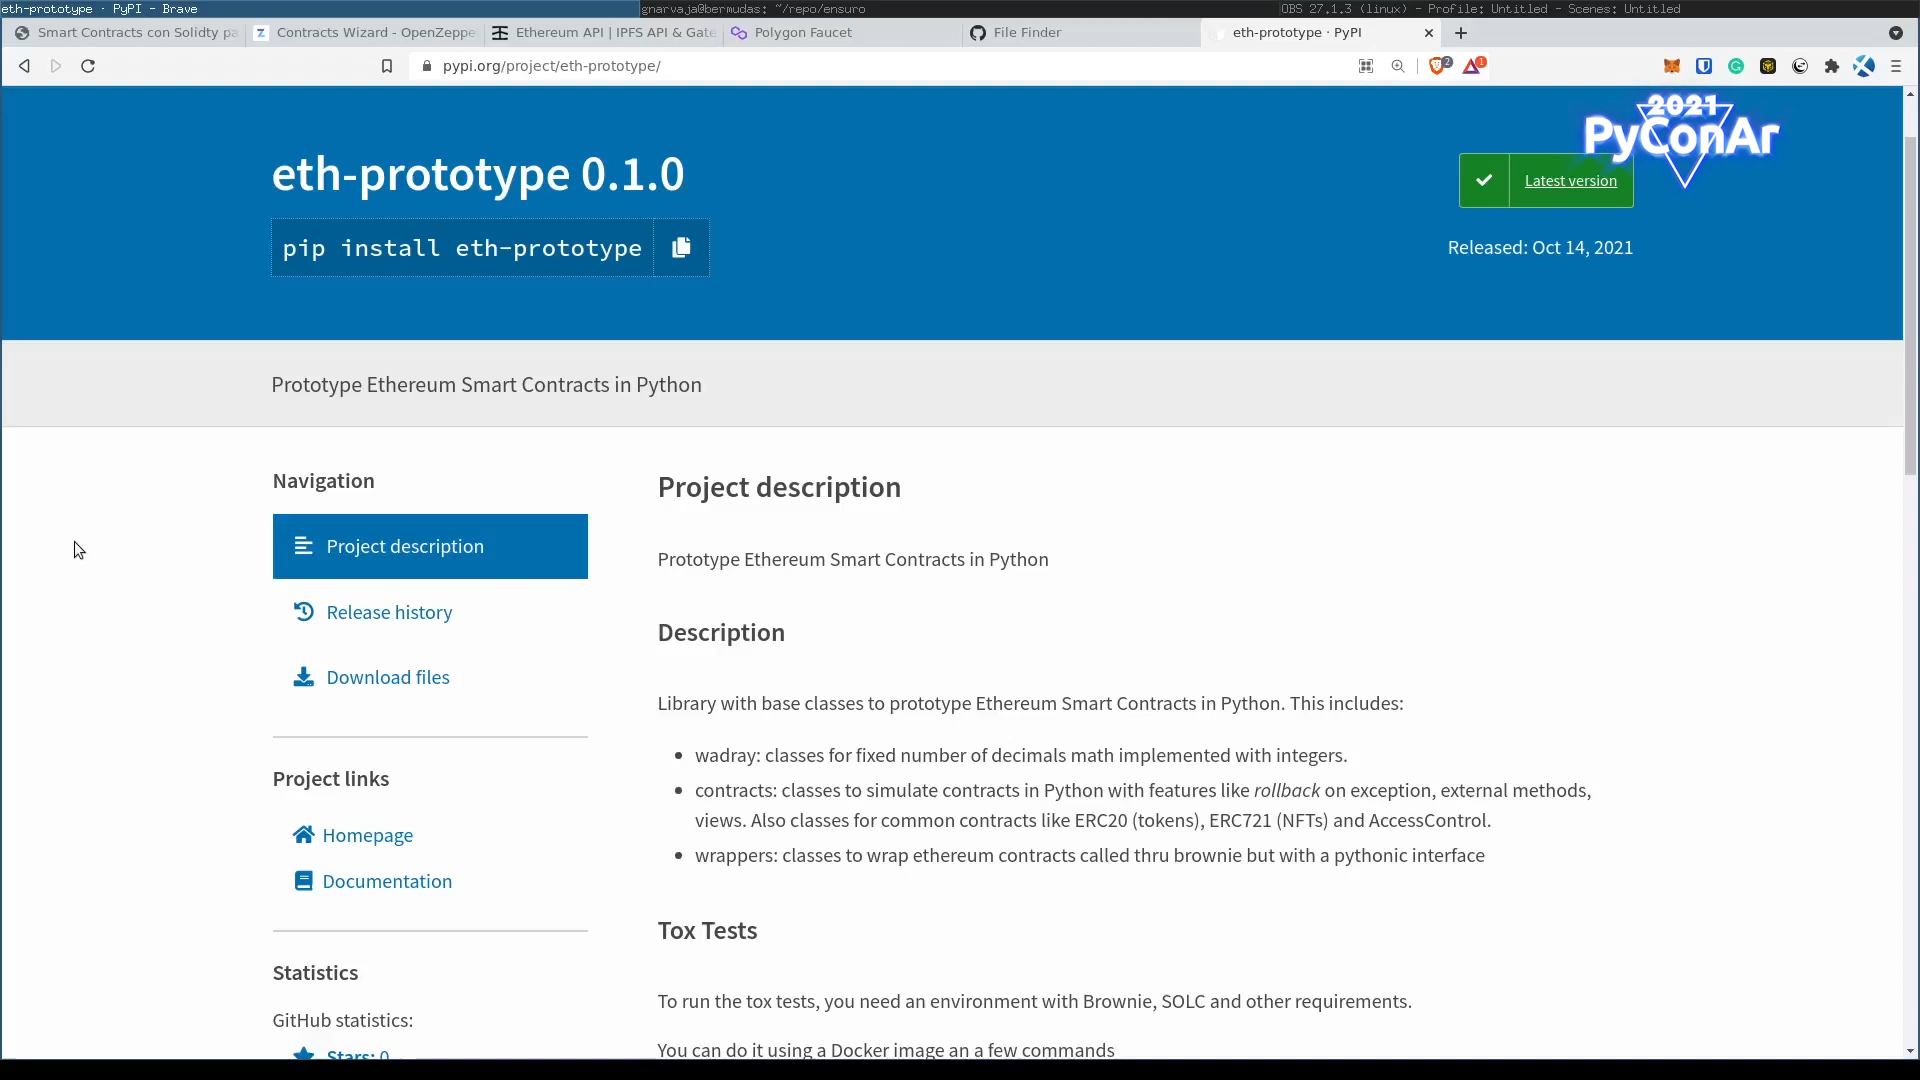 eth-prototype · PyPI - Brave
gnarvaja@bermudas: ~/repo/ensuro
OBS 27.1.3 (linux) - Profile: Untitled - Scenes: Untitled
Smart Contracts con Solidty pa
Contracts Wizard - OpenZeppe
Ethereum API | IPFS API & Gate
Polygon Faucet
File Finder
eth-prototype · PyPI
pypi.org/project/eth-prototype/
2
1
2021
PyConAr
eth-prototype 0.1.0
Latest version
pip install eth-prototype
Released: Oct 14, 2021
Prototype Ethereum Smart Contracts in Python
Navigation
Project description
Release history
Download files
Project links
Homepage
Documentation
Statistics
GitHub statistics:
Stars: 0
Project description
Prototype Ethereum Smart Contracts in Python
Description
Library with base classes to prototype Ethereum Smart Contracts in Python. This includes:
wadray: classes for fixed number of decimals math implemented with integers.
contracts: classes to simulate contracts in Python with features like rollback on exception, external methods,
views. Also classes for common contracts like ERC20 (tokens), ERC721 (NFTs) and AccessControl.
wrappers: classes to wrap ethereum contracts called thru brownie but with a pythonic interface
Tox Tests
To run the tox tests, you need an environment with Brownie, SOLC and other requirements.
You can do it using a Docker image an a few commands